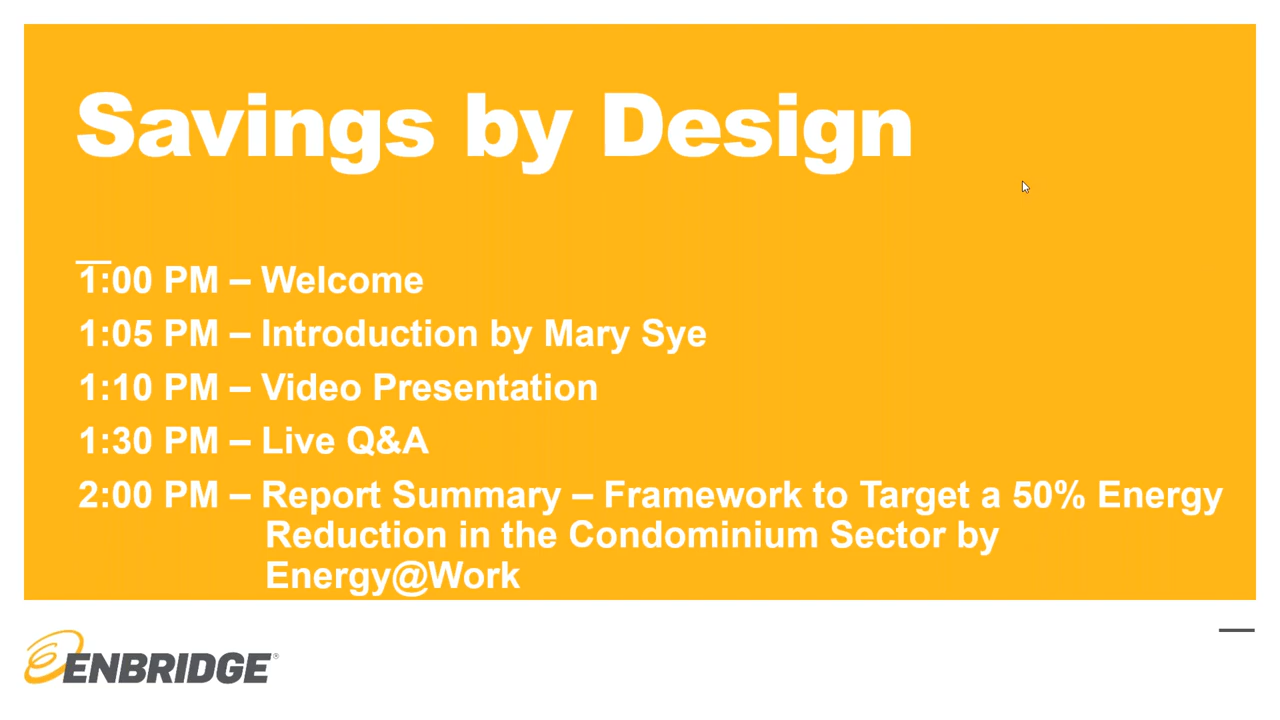 Savings by Design
1:00 PM – Welcome
1:05 PM – Introduction by Mary Sye
1:10 PM – Video Presentation
1:30 PM – Live Q&A
2:00 PM – Report Summary – Framework to Target a 50% Energy
Reduction in the Condominium Sector by
Energy@Work
ENBRIDGE®